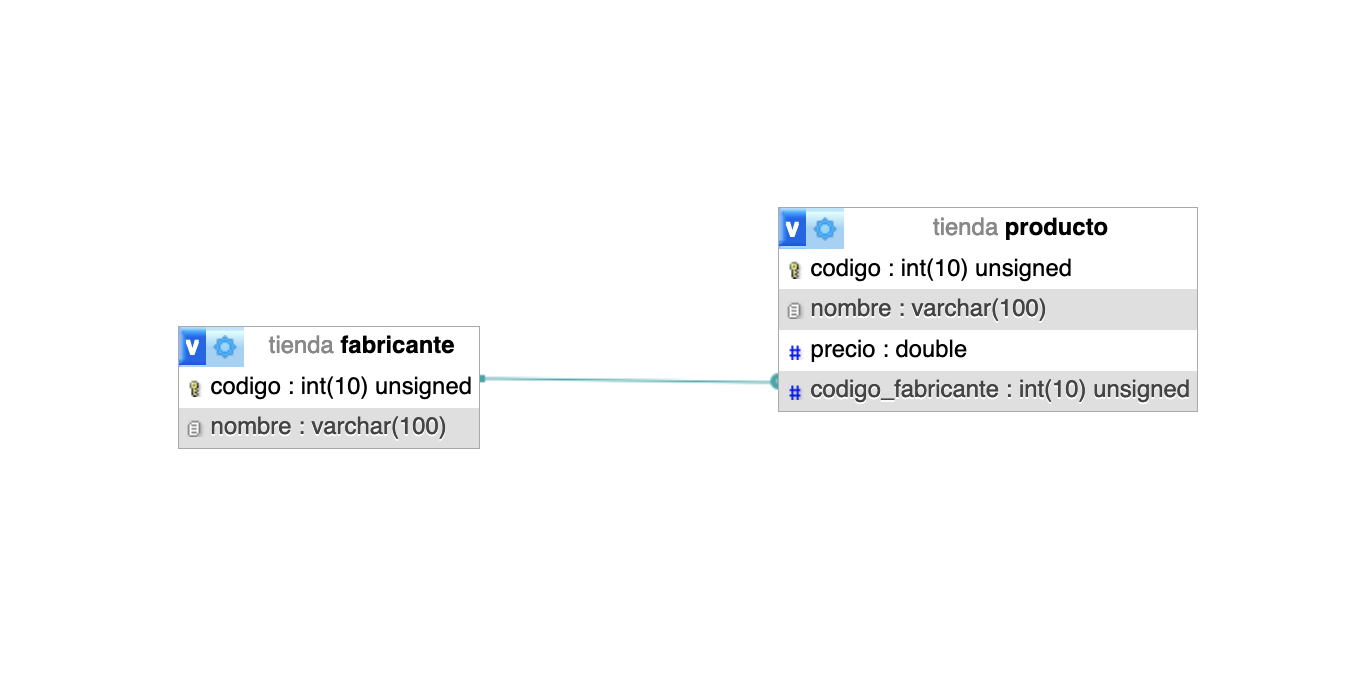 v tienda fabricante
codigo : int(10) unsigned
nombre : varchar(100)
v tienda producto
codigo : int(10) unsigned
nombre : varchar(100)
# precio : double
# codigo_fabricante : int(10) unsigned